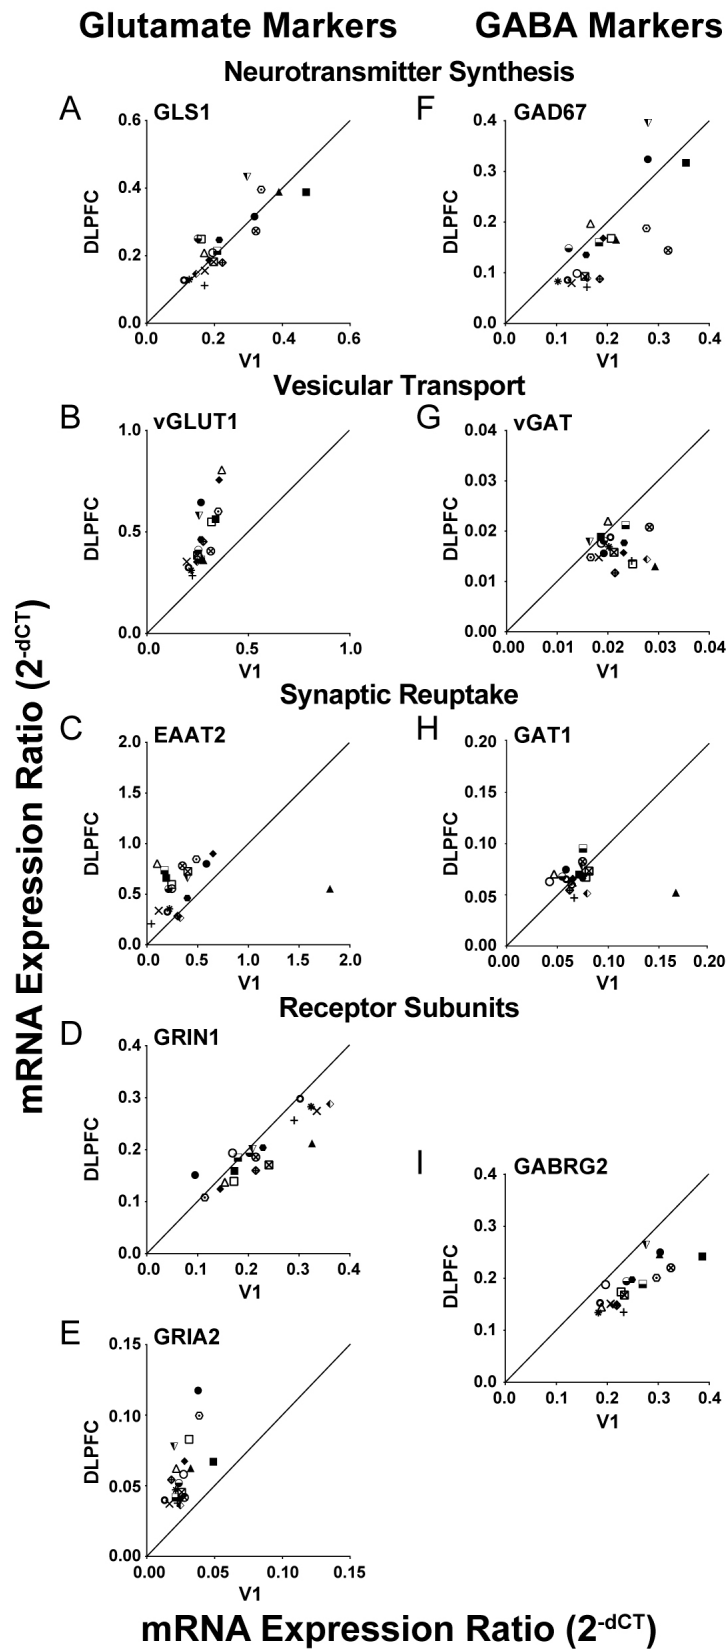 Glutamate Markers GABA Markers
Neurotransmitter Synthesis
A GLS1
0.6
0.4
0.2
0.0
DLPFC
0.0 0.2 0.4 0.6
V1
F GAD67
0.4
0.3
0.2
0.1
0.0
DLPFC
0.0 0.1 0.2 0.3 0.4
V1
Vesicular Transport
B vGLUT1
1.0
0.5
0.0
DLPFC
0.0 0.5 1.0
V1
G vGAT
0.04
0.03
0.02
0.01
0.00
DLPFC
0.00 0.01 0.02 0.03 0.04
V1
Synaptic Reuptake
C EAAT2
2.0
1.5
1.0
0.5
0.0
DLPFC
0.0 0.5 1.0 1.5 2.0
V1
H GAT1
0.20
0.15
0.10
0.05
0.00
DLPFC
0.00 0.05 0.10 0.15 0.20
V1
Receptor Subunits
D GRIN1
0.4
0.3
0.2
0.1
0.0
DLPFC
0.0 0.1 0.2 0.3 0.4
V1
I GABRG2
0.4
0.3
0.2
0.1
0.0
DLPFC
0.0 0.1 0.2 0.3 0.4
V1
E GRIA2
0.15
0.10
0.05
0.00
DLPFC
0.00 0.05 0.10 0.15
V1
mRNA Expression Ratio (2-dCT)
mRNA Expression Ratio (2-dCT)